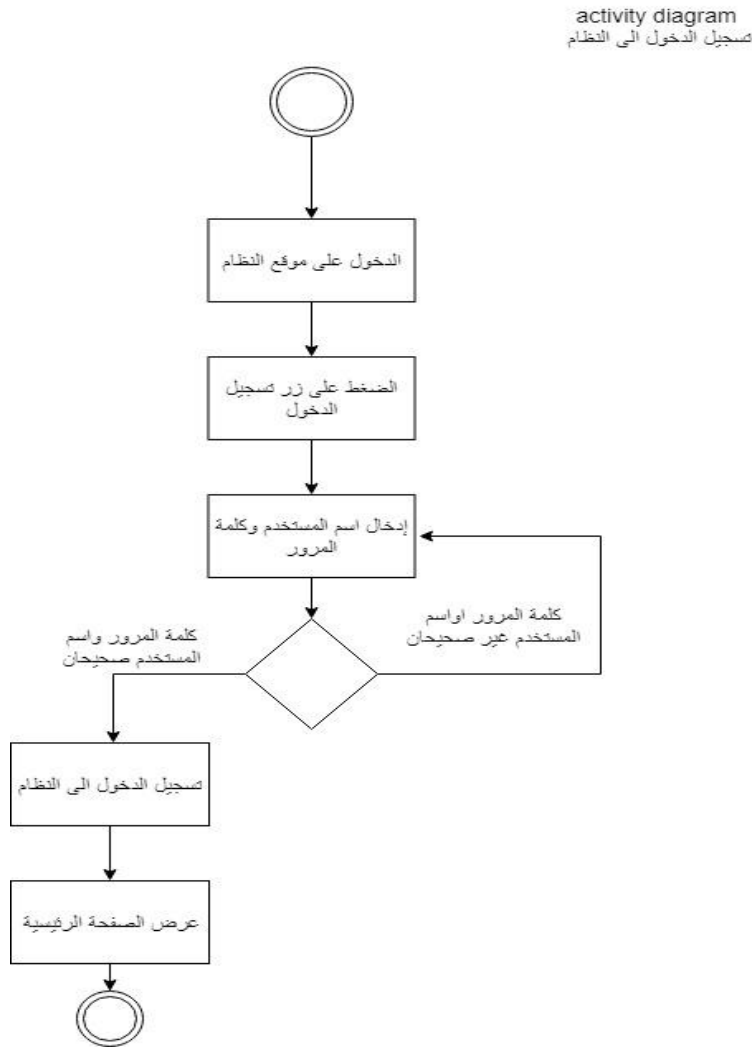 activity diagram
تسجيل الدخول الى النظام
الدخول على موقع النظام
الضغط على زر تسجيل
الدخول
إدخال اسم المستخدم وكلمة
المرور
كلمة المرور اواسم
المستخدم غير صحيحان
كلمة المرور واسم
المستخدم صحيحان
تسجيل الدخول الى النظام
عرض الصفحة الرئيسية